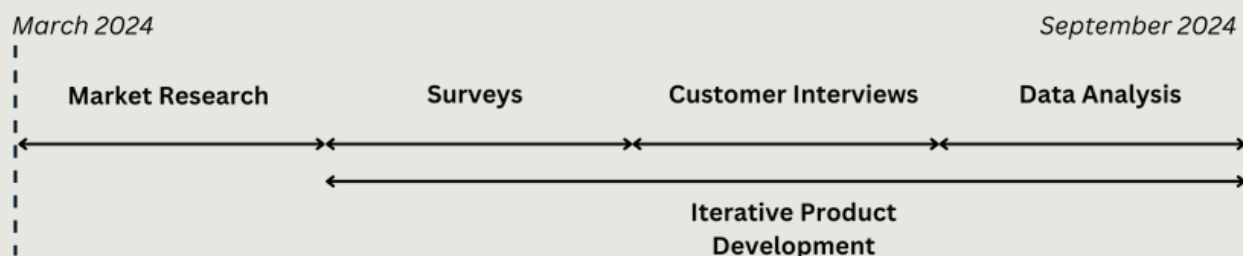 March 2024
September 2024
Market Research
Surveys
Customer Interviews
Data Analysis
Iterative Product
Development